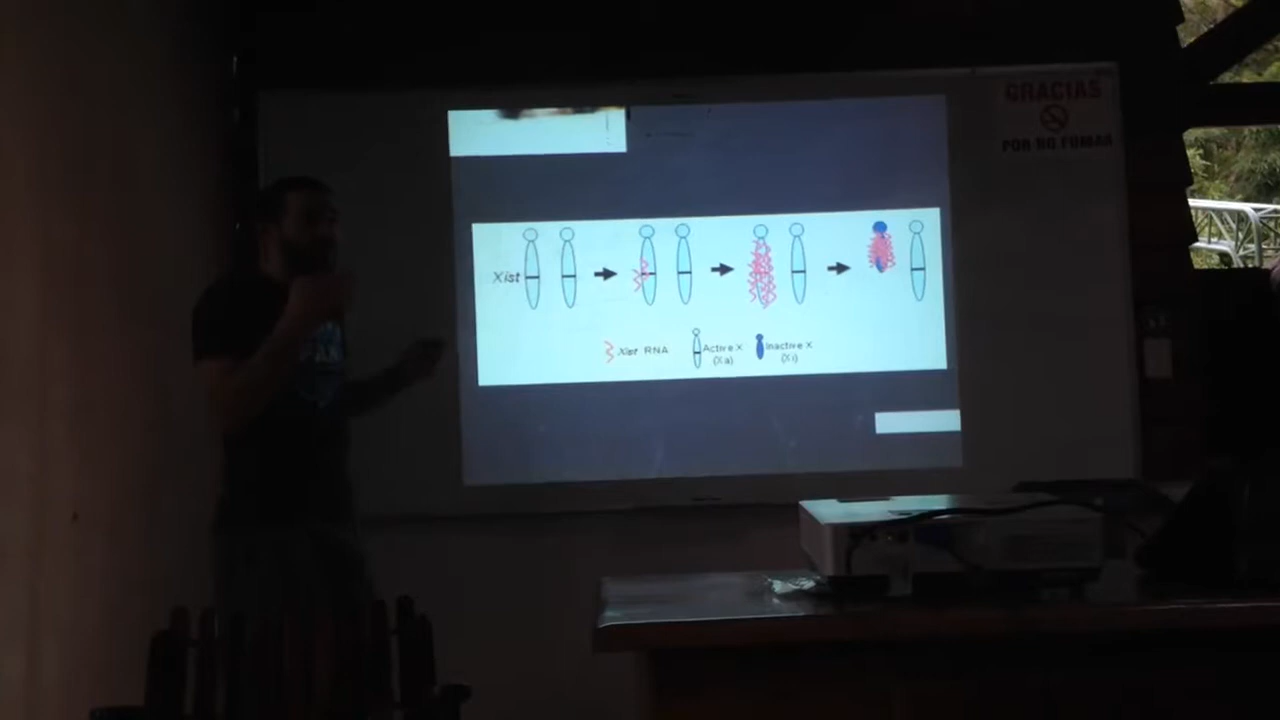 GRACIAS
POR NO FUMAR
Xist
Xist RNA
Active X
(Xa)
Inactive X
(Xi)